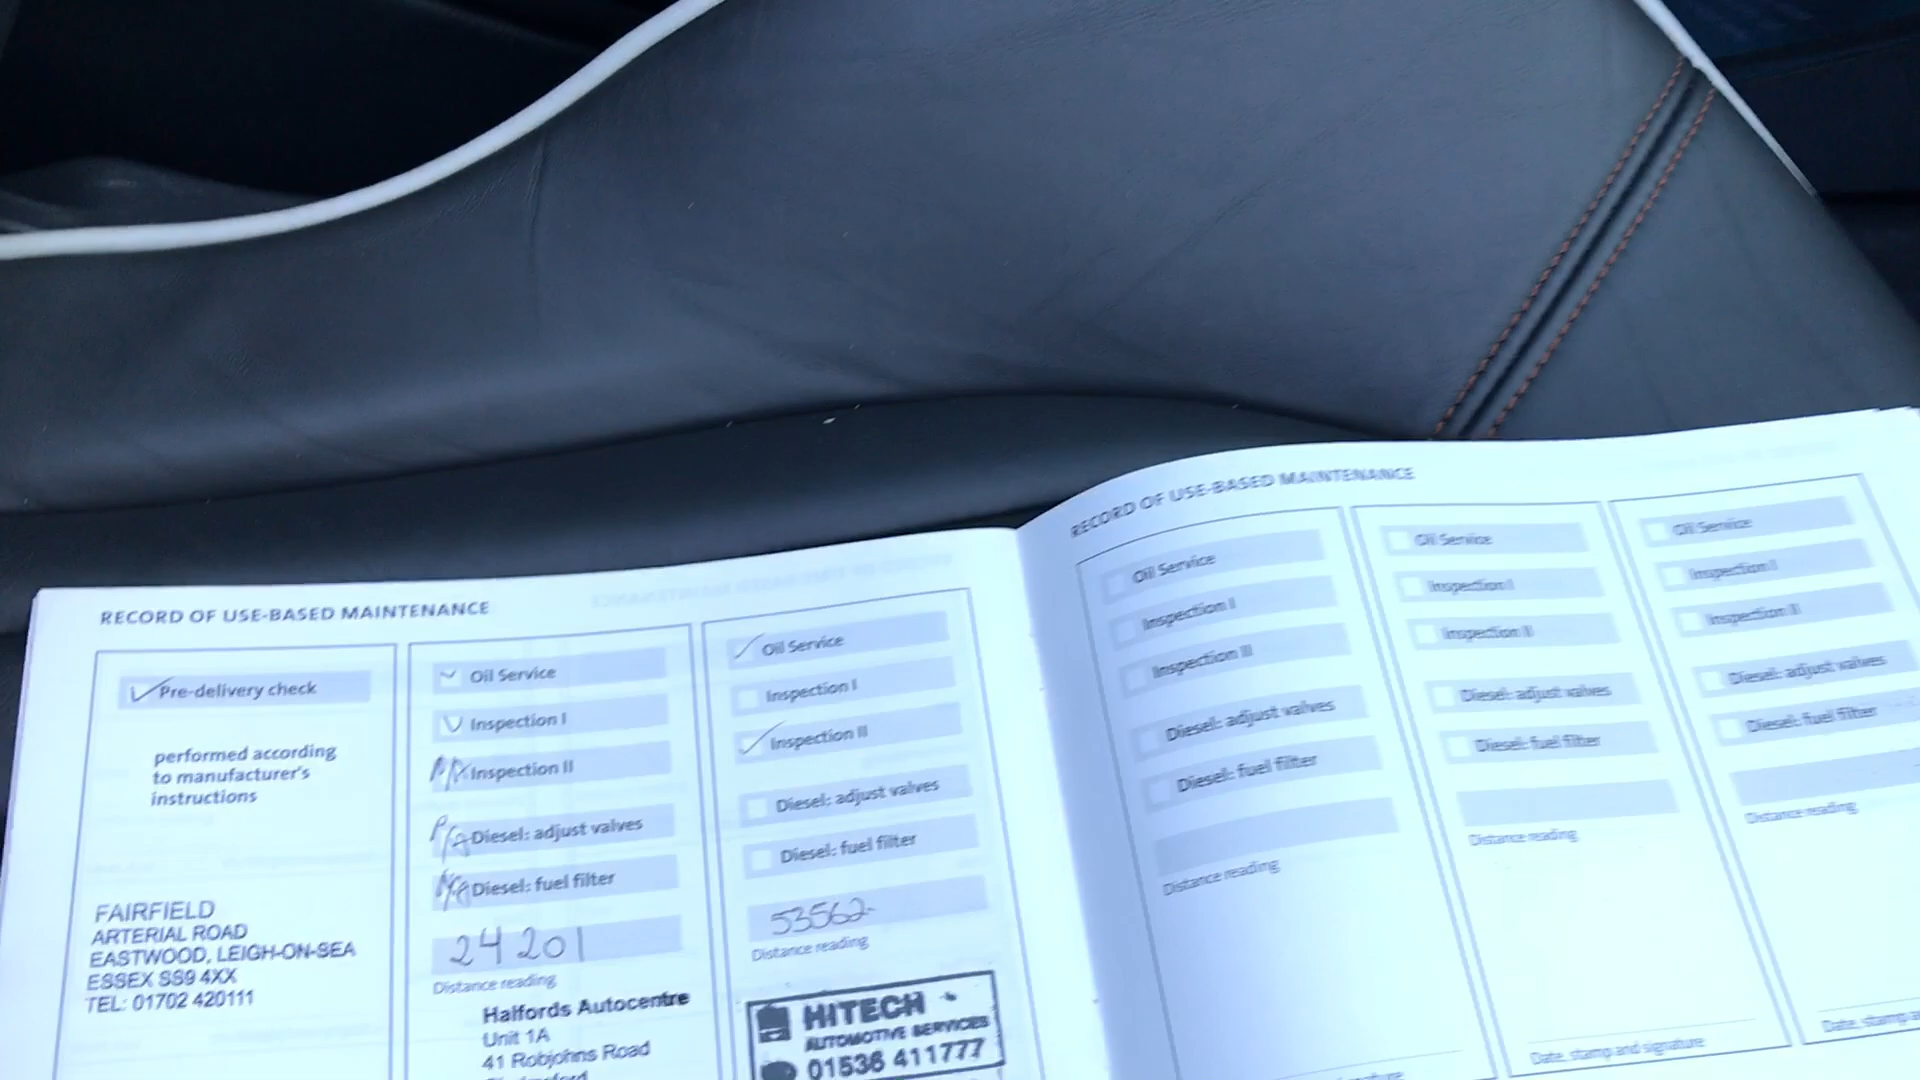 RECORD OF USE-BASED MAINTENANCE
Pre-delivery check
performed according
to manufacturer's
instructions
FAIRFIELD
ARTERIAL ROAD
EASTWOOD, LEIGH-ON-SEA
ESSEX SS9 4XX
TEL: 01702 420111
Oil Service
Inspection I
Inspection II
Diesel: adjust valves
Diesel: fuel filter
24201
Distance reading
Halfords Autocentre
Unit 1A
41 Robjohns Road
Oil Service
Inspection I
Inspection II
Diesel: adjust valves
Diesel: fuel filter
53562
Distance reading
HITECH
AUTOMOTIVE SERVICES
01536 411777
RECORD OF USE-BASED MAINTENANCE
Oil Service
Inspection I
Inspection II
Diesel: adjust valves
Diesel: fuel filter
Distance reading
Oil Service
Inspection I
Inspection II
Diesel: adjust valves
Diesel: fuel filter
Distance reading
Date, stamp and signature
Oil Service
Inspection I
Inspection II
Diesel: adjust valves
Diesel: fuel filter
Distance reading
Date, stamp